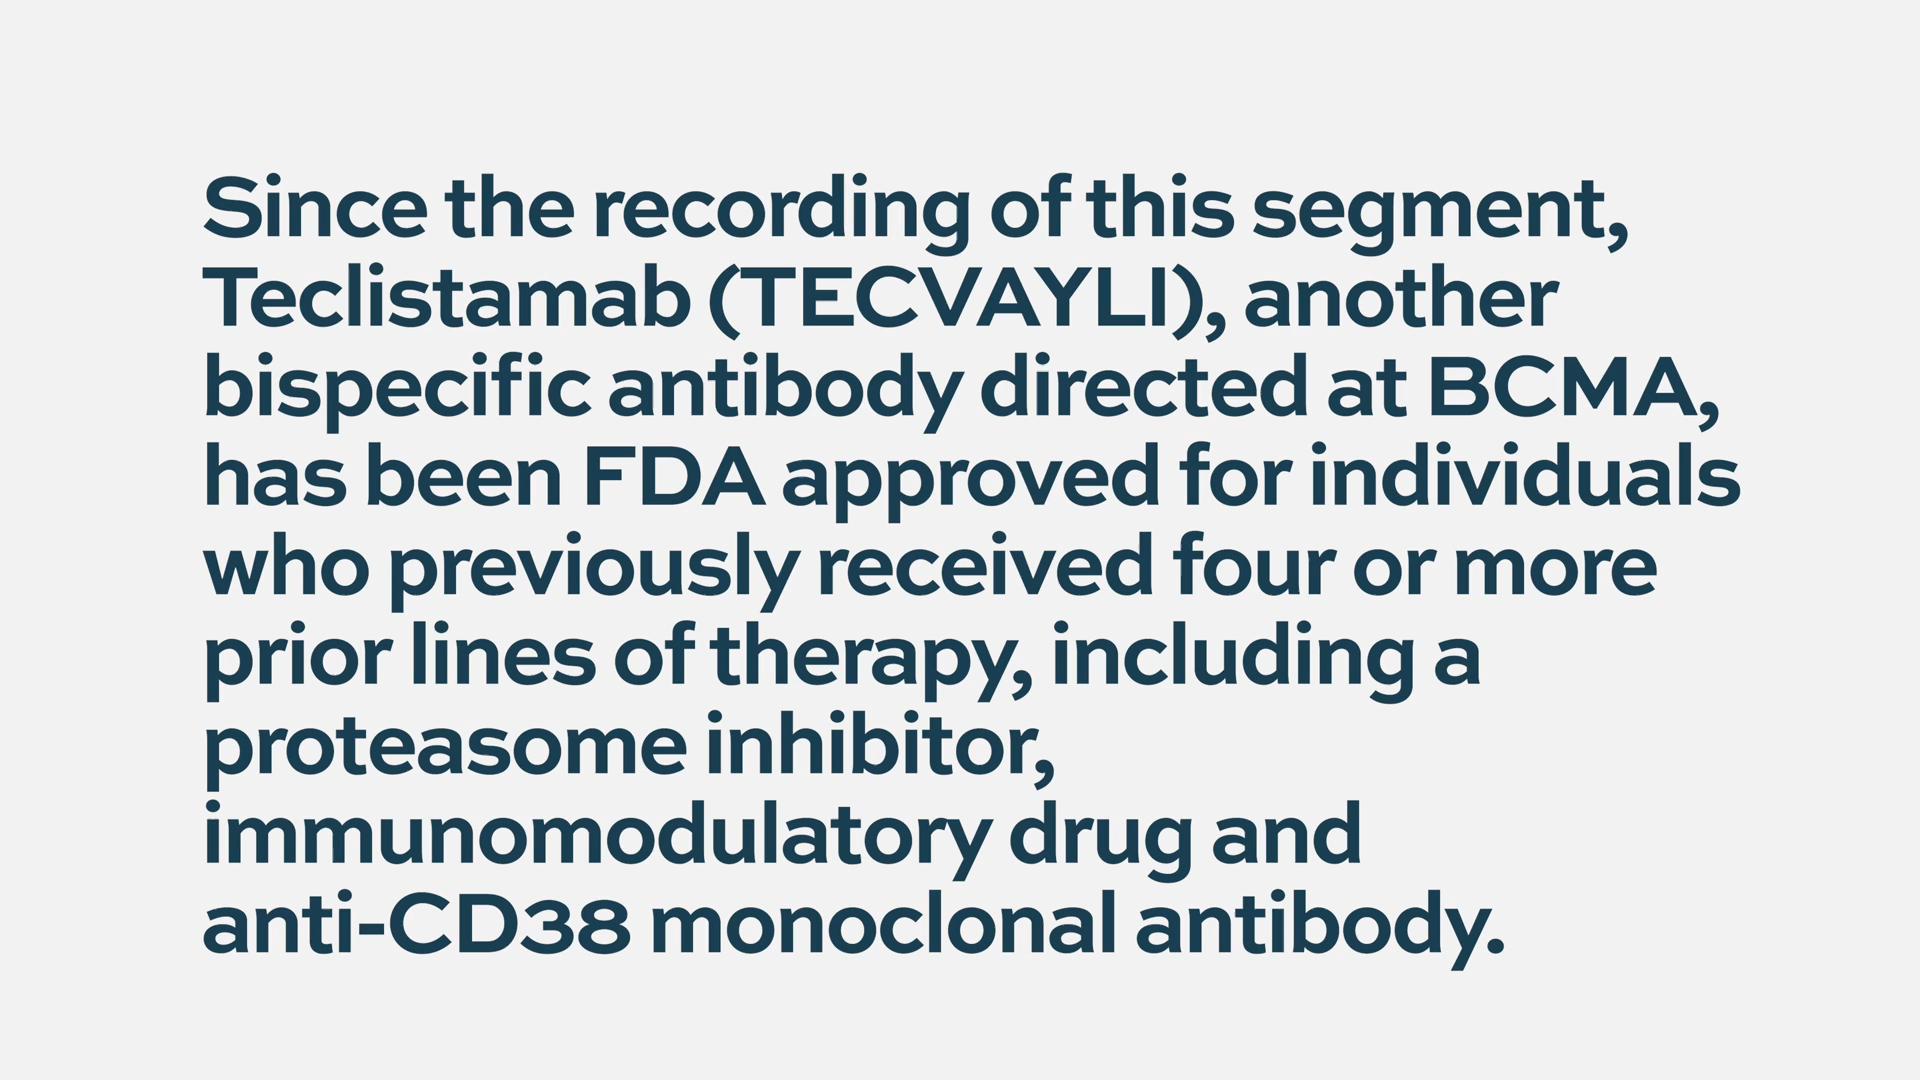 Since the recording of this segment,
Teclistamab (TECVAYLI), another
bispecific antibody directed at BCMA,
has been FDA approved for individuals
who previously received four or more
prior lines of therapy, including a
proteasome inhibitor,
immunomodulatory drug and
anti-CD38 monoclonal antibody.